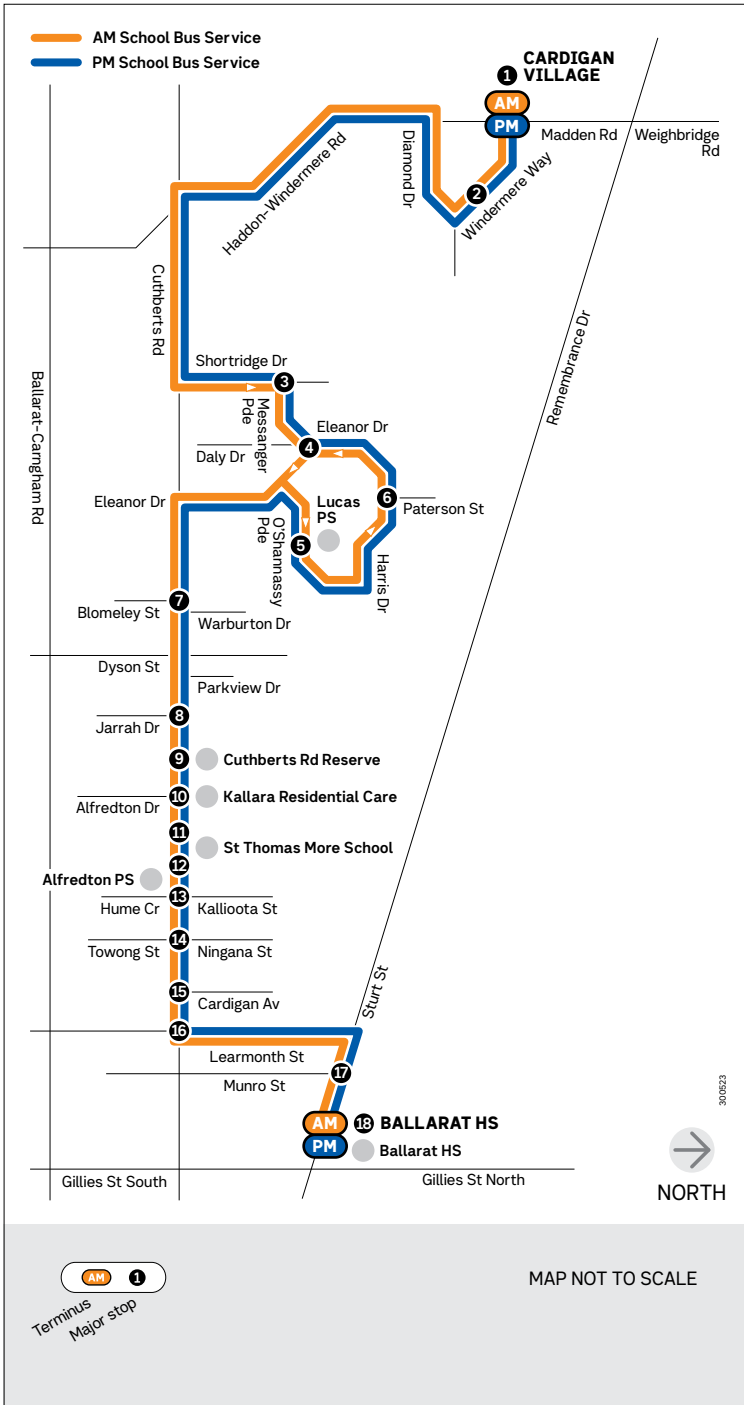 AM School Bus Service
PM School Bus Service
1
CARDIGAN
VILLAGE
AM
PM
Madden Rd
Weighbridge
Rd
Diamond Dr
2
Windermere Way
Haddon-Windermere Rd
Cuthberts Rd
Remembrance Dr
Ballarat-Carngham Rd
Shortridge Dr
3
Messanger
Pde
Eleanor Dr
Daly Dr
4
Eleanor Dr
Lucas
PS
6
Paterson St
O'Shannassy
Pde
5
Harris Dr
7
Blomeley St
Warburton Dr
Dyson St
Parkview Dr
8
Jarrah Dr
9
Cuthberts Rd Reserve
10
Kallara Residential Care
Alfredton Dr
11
St Thomas More School
12
Alfredton PS
13
Hume Cr
Kallioota St
14
Towong St
Ningana St
15
Cardigan Av
Sturt St
16
Learmonth St
17
Munro St
300523
AM
18
BALLARAT HS
PM
Ballarat HS
Gillies St South
Gillies St North
NORTH
AM
1
Terminus
Major stop
MAP NOT TO SCALE